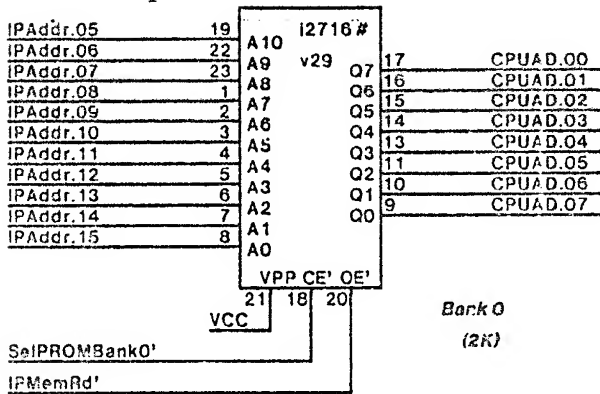 i2716 #
v29
IPAddr.05 19 A10
IPAddr.06 22 A9
IPAddr.07 23 A8
IPAddr.08 1 A7
IPAddr.09 2 A6
IPAddr.10 3 A5
IPAddr.11 4 A4
IPAddr.12 5 A3
IPAddr.13 6 A2
IPAddr.14 7 A1
IPAddr.15 8 A0
Q7 17 CPUAD.00
Q6 16 CPUAD.01
Q5 15 CPUAD.02
Q4 14 CPUAD.03
Q3 13 CPUAD.04
Q2 11 CPUAD.05
Q1 10 CPUAD.06
Q0 9 CPUAD.07
VPP CE' OE'
21 18 20
VCC
Bank 0
(2K)
SelPROMBank0'
IPMemRd'